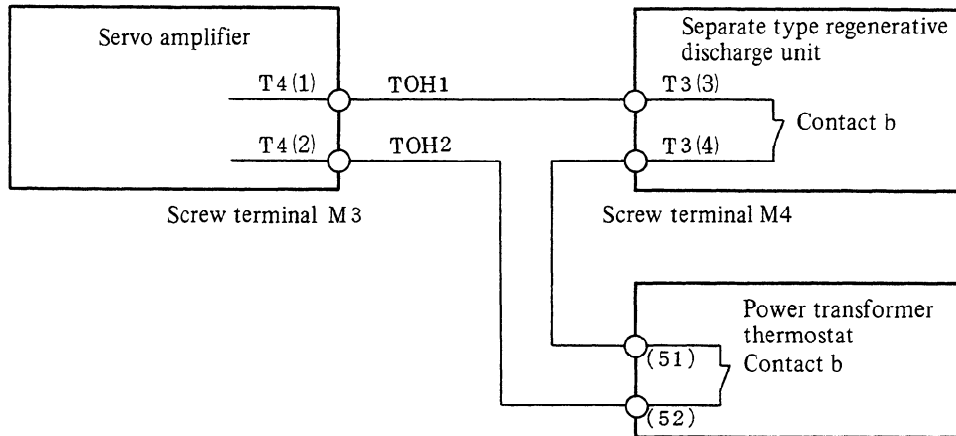 Servo amplifier
T4(1)
TOH1
T4(2)
TOH2
Screw terminal M3
Separate type regenerative
discharge unit
T3(3)
Contact b
T3(4)
Screw terminal M4
Power transformer
thermostat
(51)
Contact b
(52)